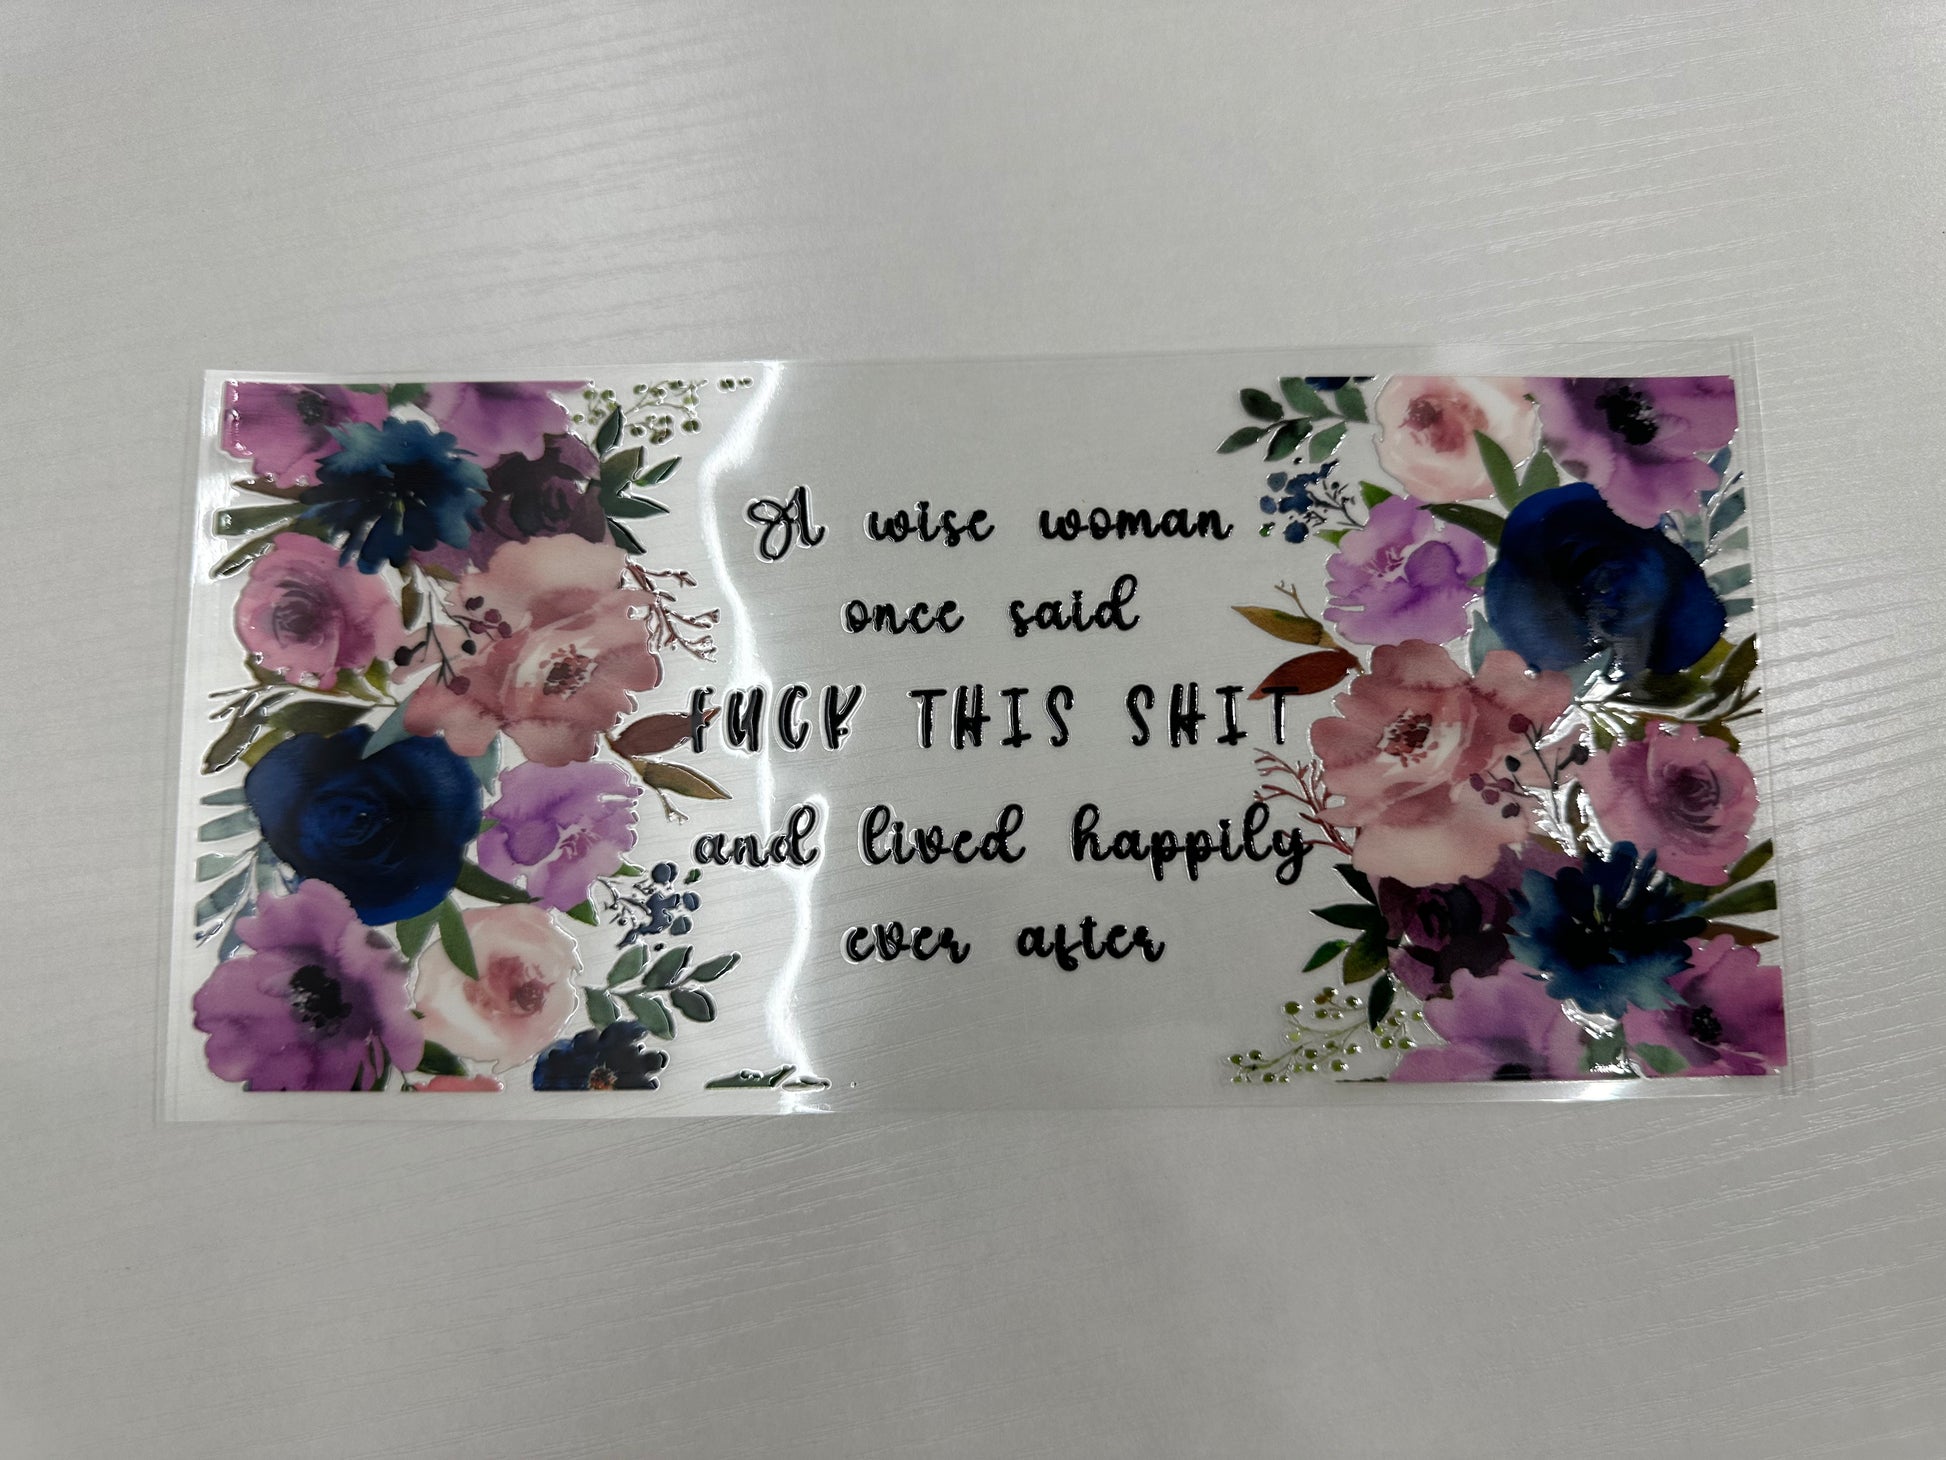 A wise woman
once said
FUCK THIS SHIT
and lived happily
ever after